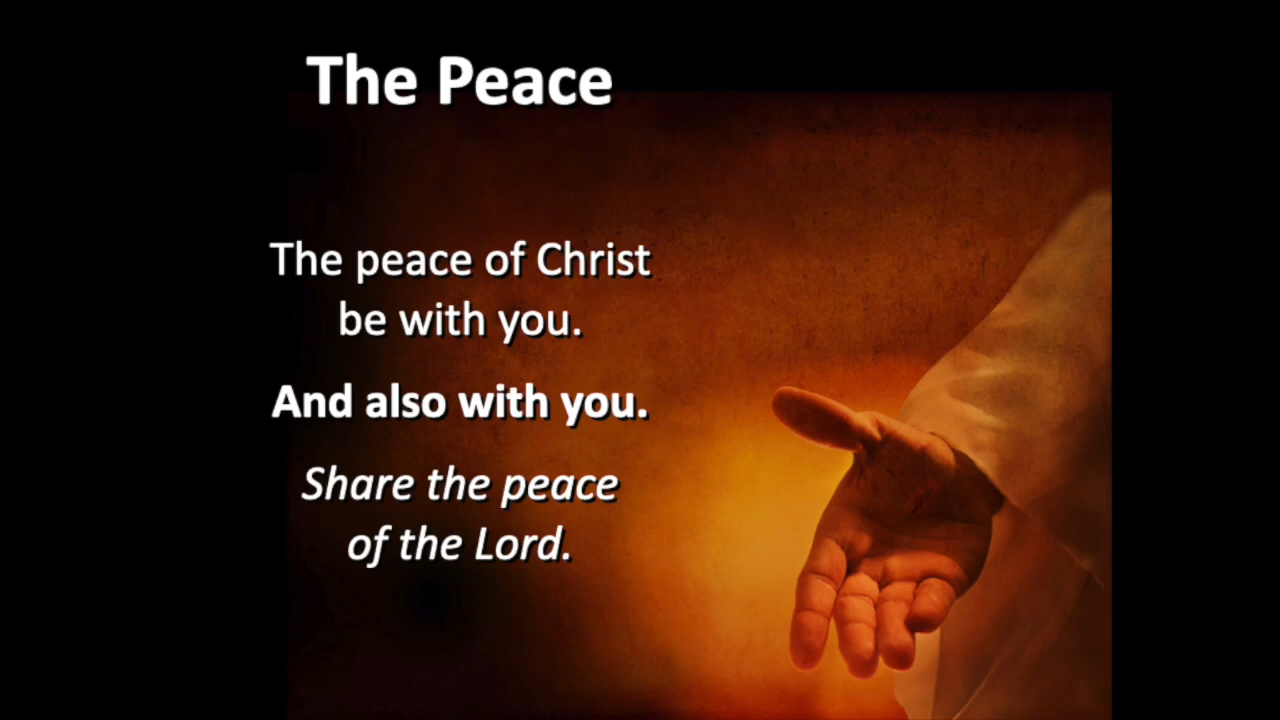 The Peace
The peace of Christ
be with you.
And also with you.
Share the peace
of the Lord.